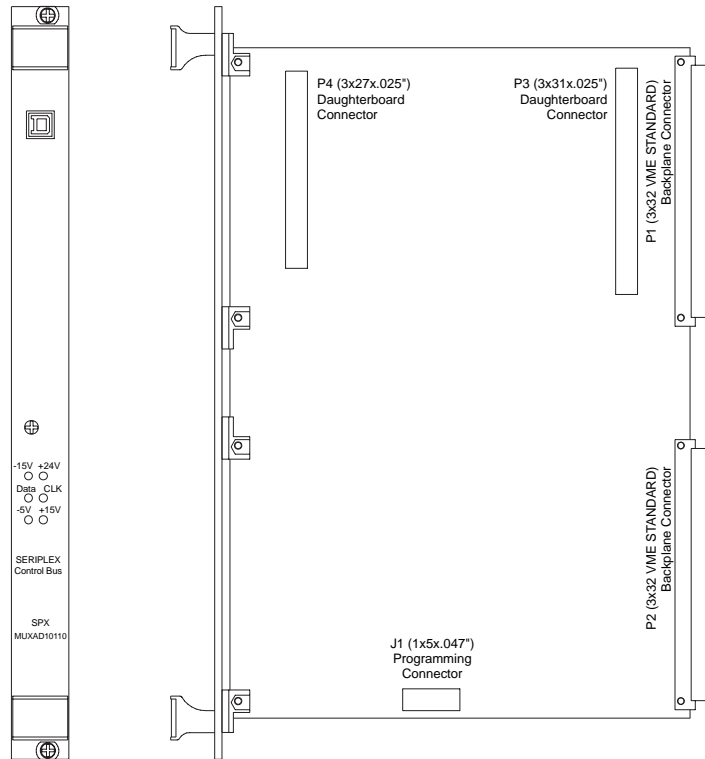 P4 (3x27x.025")
Daughterboard
Connector
P3 (3x31x.025")
Daughterboard
Connector
P1 (3x32 VME STANDARD)
Backplane Connector
-15V +24V
Data CLK
-5V +15V
SERIPLEX
Control Bus
SPX
MUXAD10110
P2 (3x32 VME STANDARD)
Backplane Connector
J1 (1x5x.047")
Programming
Connector